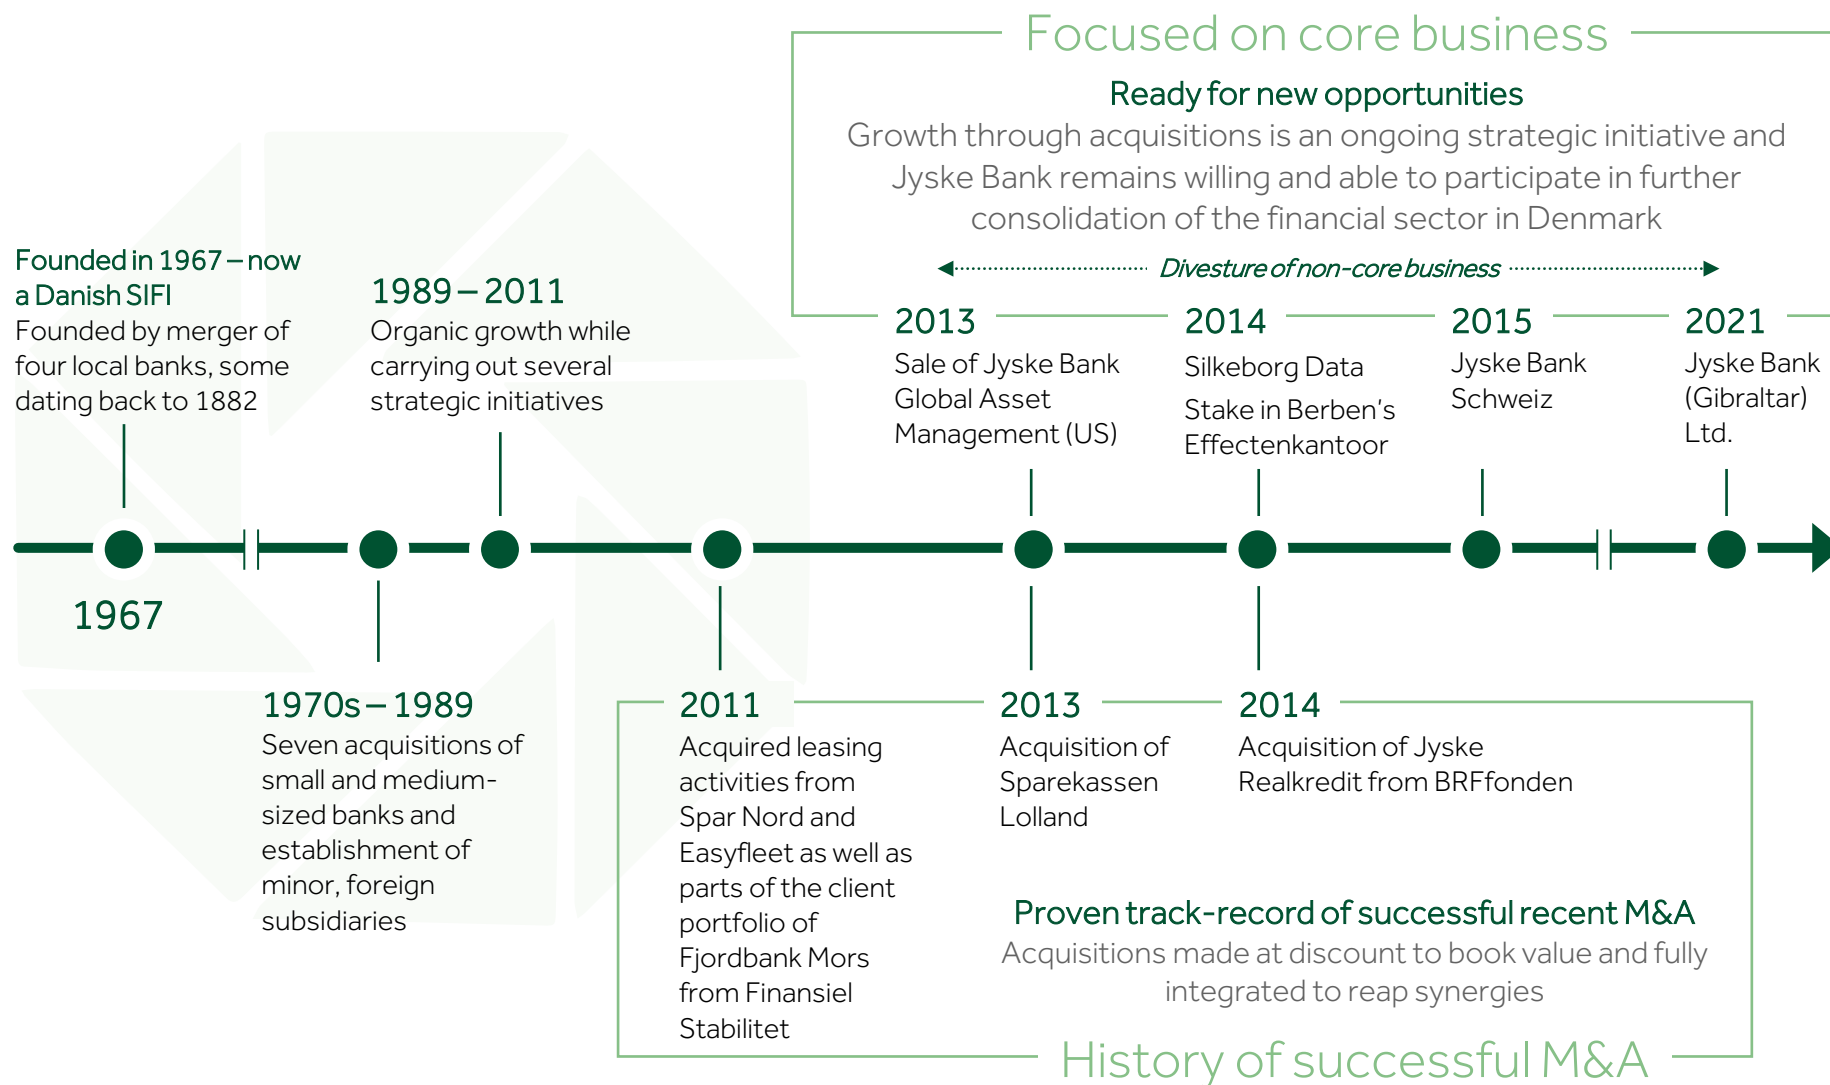 Focused on core business
Ready for new opportunities
Growth through acquisitions is an ongoing strategic initiative and
Jyske Bank remains willing and able to participate in further
consolidation of the financial sector in Denmark
Divesture of non-core business
Founded in 1967 – now
a Danish SIFI
Founded by merger of
four local banks, some
dating back to 1882
1989 – 2011
Organic growth while
carrying out several
strategic initiatives
2013
Sale of Jyske Bank
Global Asset
Management (US)
2014
Silkeborg Data
Stake in Berben's
Effectenkantoor
2015
Jyske Bank
Schweiz
2021
Jyske Bank
(Gibraltar)
Ltd.
1967
1970s – 1989
Seven acquisitions of
small and medium-
sized banks and
establishment of
minor, foreign
subsidiaries
2011
Acquired leasing
activities from
Spar Nord and
Easyfleet as well as
parts of the client
portfolio of
Fjordbank Mors
from Finansiel
Stabilitet
2013
Acquisition of
Sparekassen
Lolland
2014
Acquisition of Jyske
Realkredit from BRFfonden
Proven track-record of successful recent M&A
Acquisitions made at discount to book value and fully
integrated to reap synergies
History of successful M&A